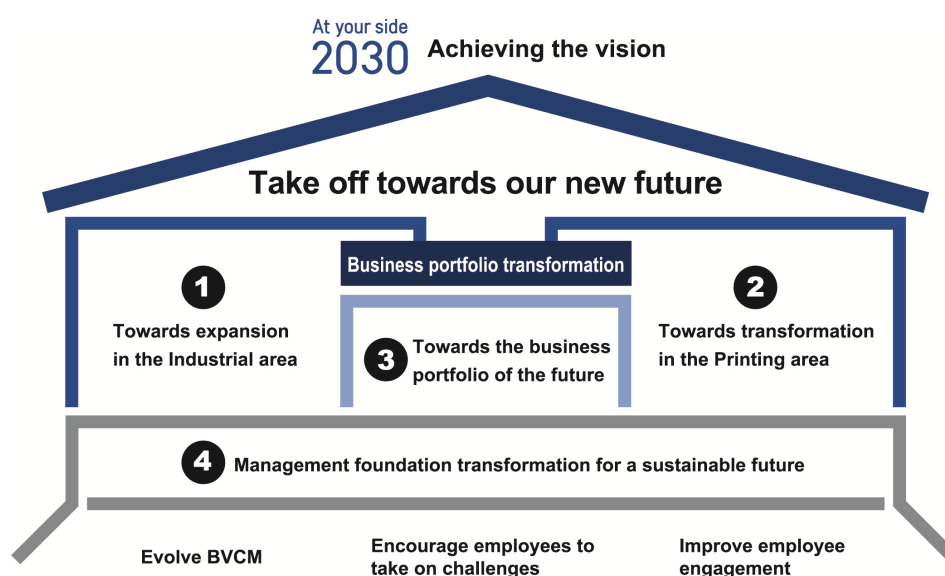 At your side
2030 Achieving the vision
Take off towards our new future
Business portfolio transformation
1
Towards expansion
in the Industrial area
2
Towards transformation
in the Printing area
3
Towards the business
portfolio of the future
4 Management foundation transformation for a sustainable future
Evolve BVCM
Encourage employees to
take on challenges
Improve employee
engagement